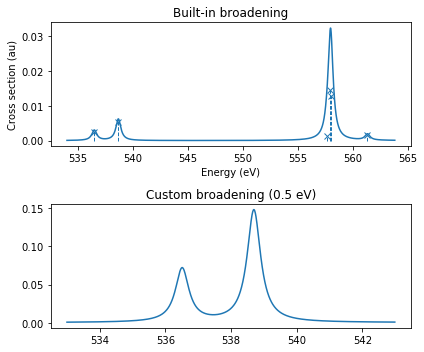 Built-in broadening
Cross section (au)
0.03
0.02
0.01
0.00
535 540 545 550 555 560 565
Energy (eV)
Custom broadening (0.5 eV)
0.15
0.10
0.05
0.00
534 536 538 540 542